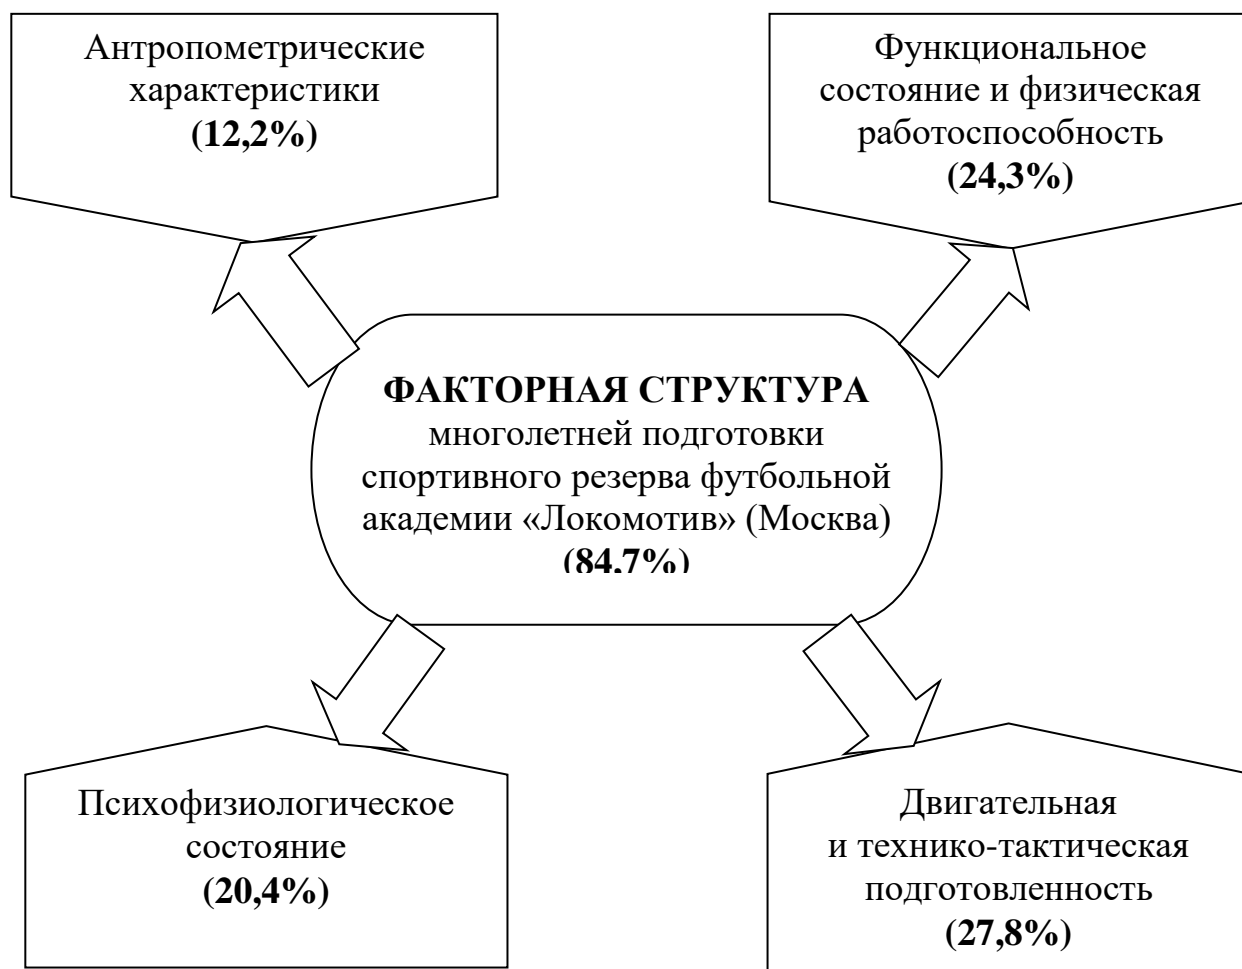 Антропометрические
характеристики
(12,2%)
Функциональное
состояние и физическая
работоспособность
(24,3%)
ФАКТОРНАЯ СТРУКТУРА
многолетней подготовки
спортивного резерва футбольной
академии «Локомотив» (Москва)
(84,7%)
Психофизиологическое
состояние
(20,4%)
Двигательная
и технико-тактическая
подготовленность
(27,8%)